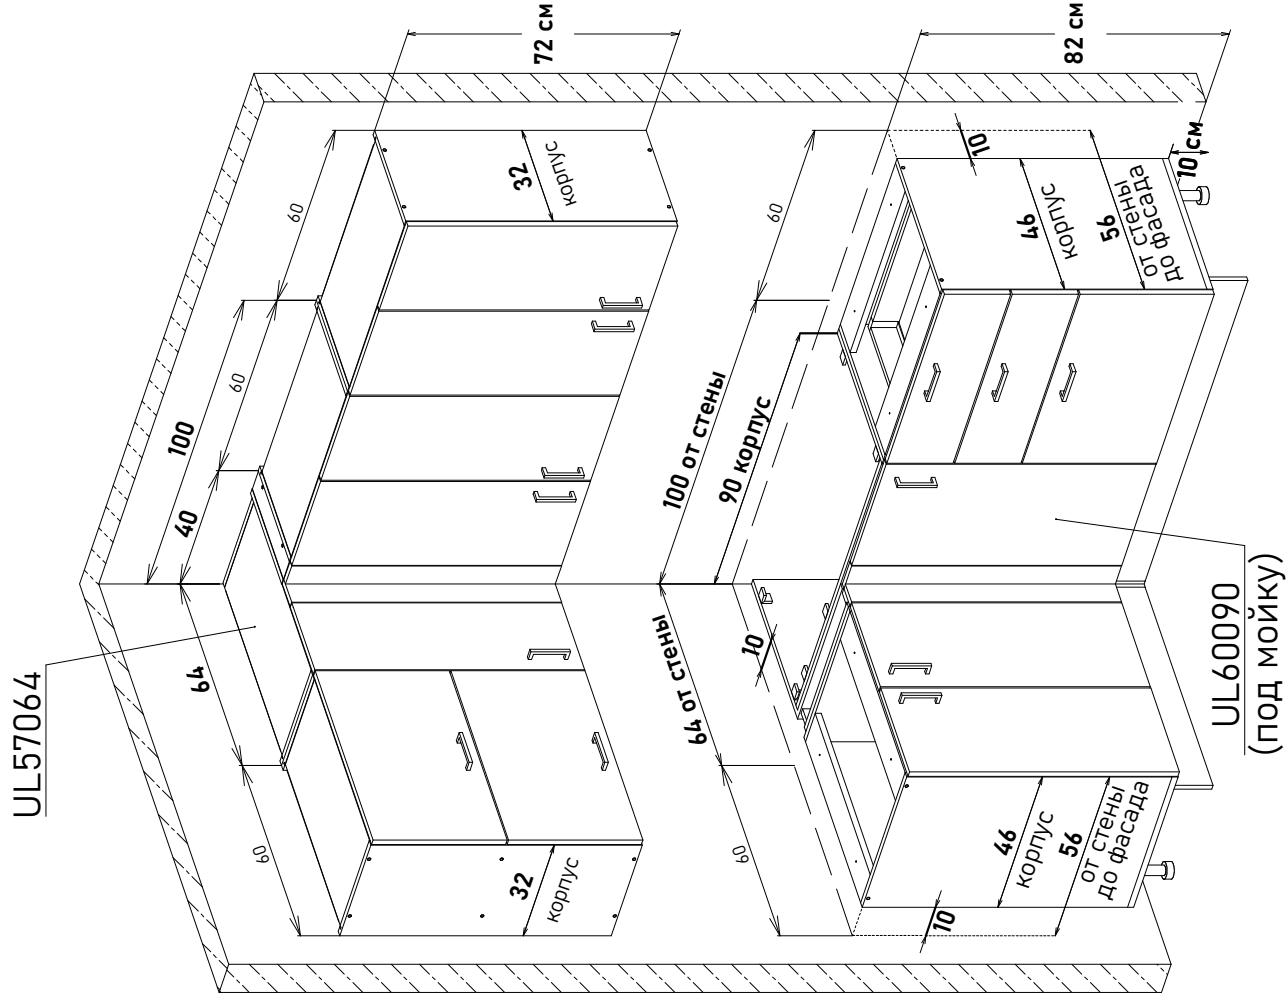 UL57064
72 см
60
60
100
40
64
60
32
корпус
32
корпус
82 см
60
100 от стены
90 корпус
64 от стены
10
60
10
46
корпус
56
от стены
до фасада
10 см
46
корпус
56
от стены
до фасада
10
UL60090
(под мойку)